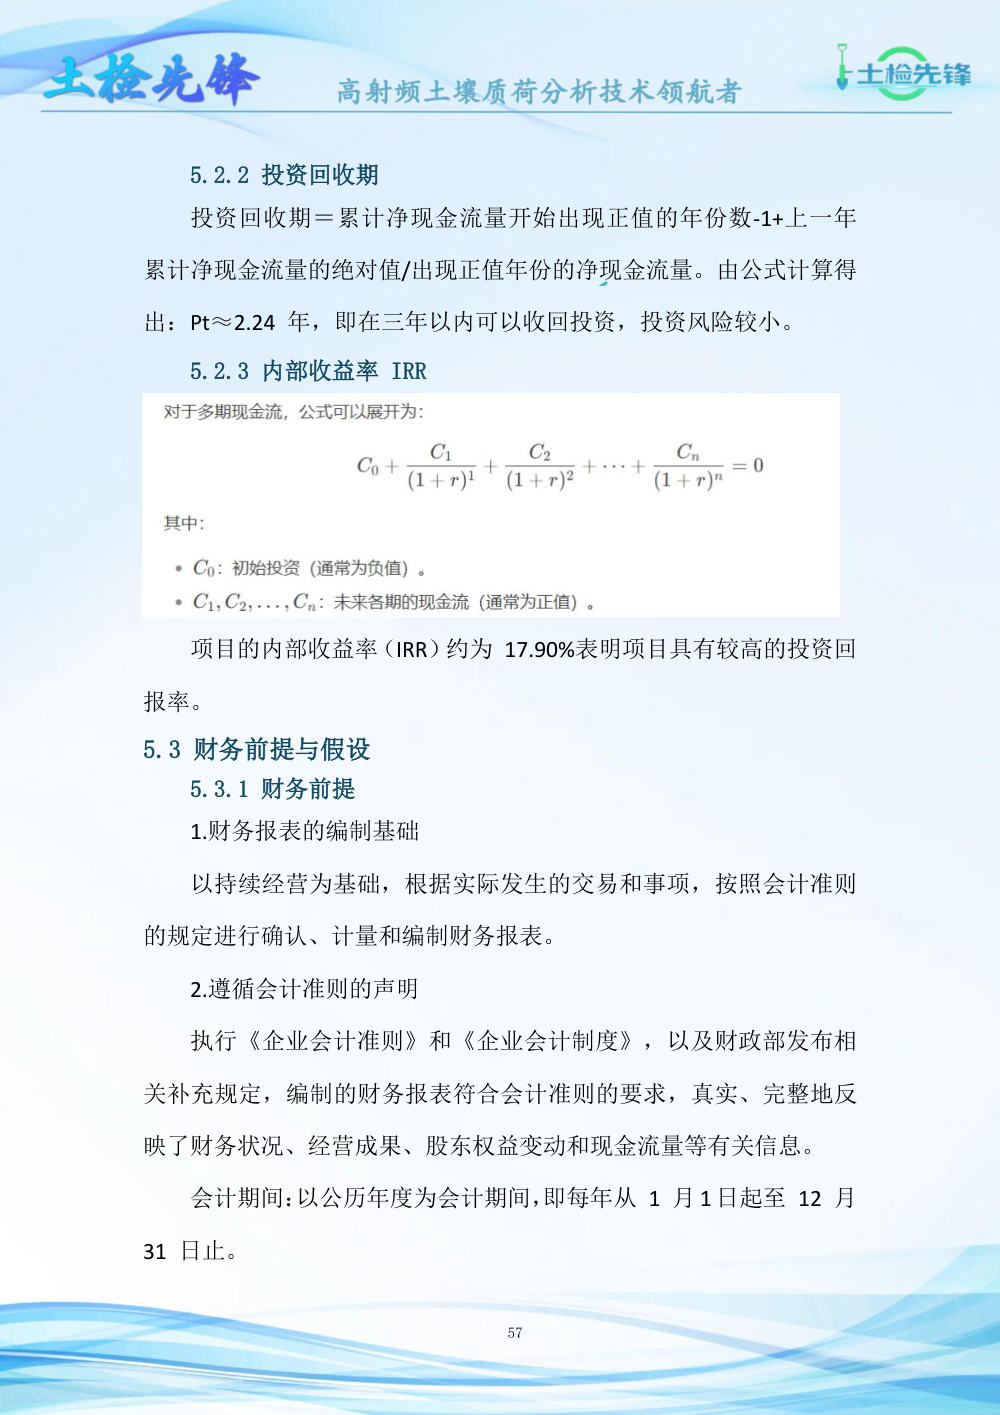 土检先锋
高射频土壤质荷分析技术领航者
土检先锋
5.2.2 投资回收期
投资回收期＝累计净现金流量开始出现正值的年份数-1+上一年
累计净现金流量的绝对值/出现正值年份的净现金流量。由公式计算得
出：Pt≈2.24 年，即在三年以内可以收回投资，投资风险较小。
5.2.3 内部收益率 IRR
对于多期现金流，公式可以展开为：
C₀ + C₁/(1 + r)¹ + C₂/(1 + r)² + ⋯ + Cₙ/(1 + r)ⁿ = 0
其中：
• C₀：初始投资（通常为负值）。
• C₁, C₂, . . . , Cₙ：未来各期的现金流（通常为正值）。
项目的内部收益率（IRR）约为 17.90%表明项目具有较高的投资回
报率。
5.3 财务前提与假设
5.3.1 财务前提
1.财务报表的编制基础
以持续经营为基础，根据实际发生的交易和事项，按照会计准则
的规定进行确认、计量和编制财务报表。
2.遵循会计准则的声明
执行《企业会计准则》和《企业会计制度》，以及财政部发布相
关补充规定，编制的财务报表符合会计准则的要求，真实、完整地反
映了财务状况、经营成果、股东权益变动和现金流量等有关信息。
会计期间：以公历年度为会计期间，即每年从 1 月1日起至 12 月
31 日止。
57